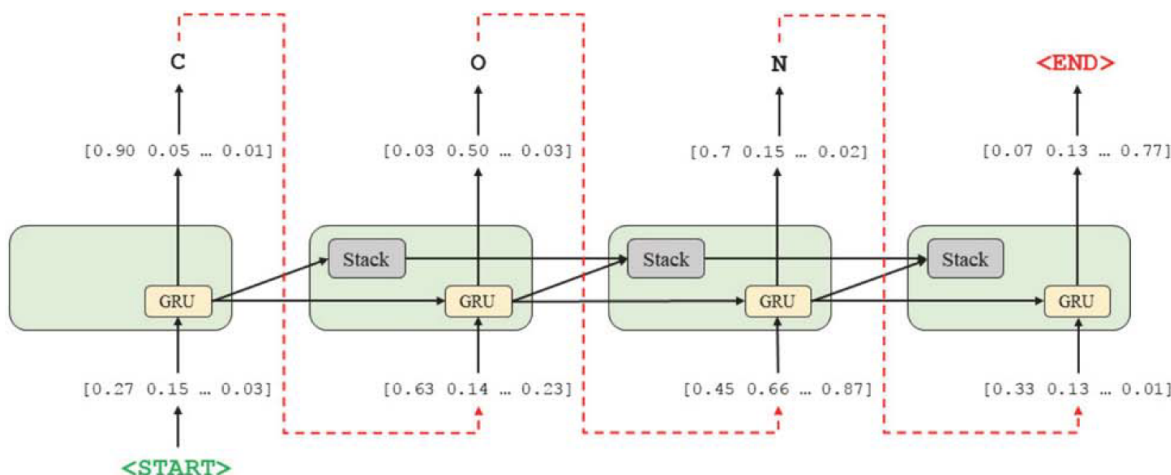 C O N <END>
[0.90 0.05 … 0.01] [0.03 0.50 … 0.03] [0.7 0.15 … 0.02] [0.07 0.13 … 0.77]
Stack Stack Stack
GRU GRU GRU GRU
[0.27 0.15 … 0.03] [0.63 0.14 … 0.23] [0.45 0.66 … 0.87] [0.33 0.13 … 0.01]
<START>